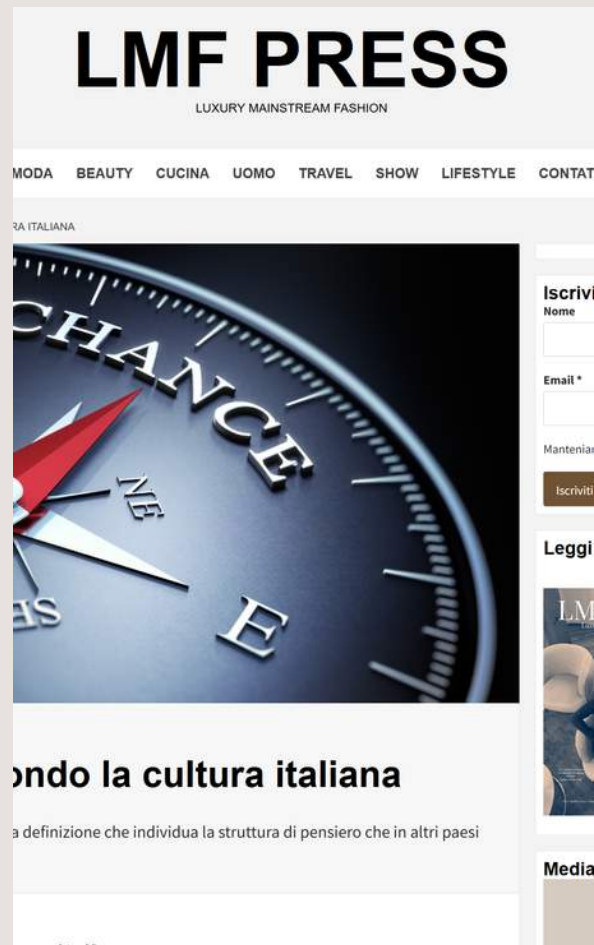 LMF PRESS
LUXURY MAINSTREAM FASHION
MODA BEAUTY CUCINA UOMO TRAVEL SHOW LIFESTYLE CONTAT
RA ITALIANA
CHANCE
NE
E
SE
Iscrivi
Nome
Email *
Mantenian
Iscriviti
Leggi
LM
ondo la cultura italiana
a definizione che individua la struttura di pensiero che in altri paesi
Media